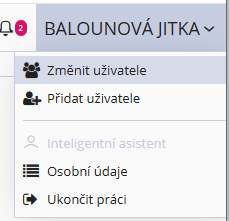 2
BALOUNOVÁ JITKA
Změnit uživatele
Přidat uživatele
Inteligentní asistent
Osobní údaje
Ukončit práci